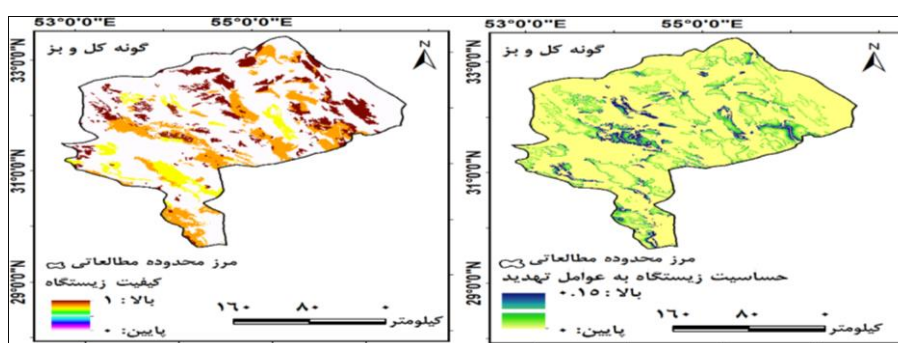 53°0'0"E
55°0'0"E
گونه کل و بز
N
33°0'0"N
31°0'0"N
29°0'0"N
مرز محدوده مطالعاتی
کیفیت زیستگاه
بالا : ۱
پایین: ۰
۱۶۰ ۸۰ ۰
کیلومتر
53°0'0"E
55°0'0"E
گونه کل و بز
N
33°0'0"N
31°0'0"N
29°0'0"N
مرز محدوده مطالعاتی
حساسیت زیستگاه به عوامل تهدید
بالا : ۰.۱۵
پایین: ۰
۱۶۰ ۸۰ ۰
کیلومتر